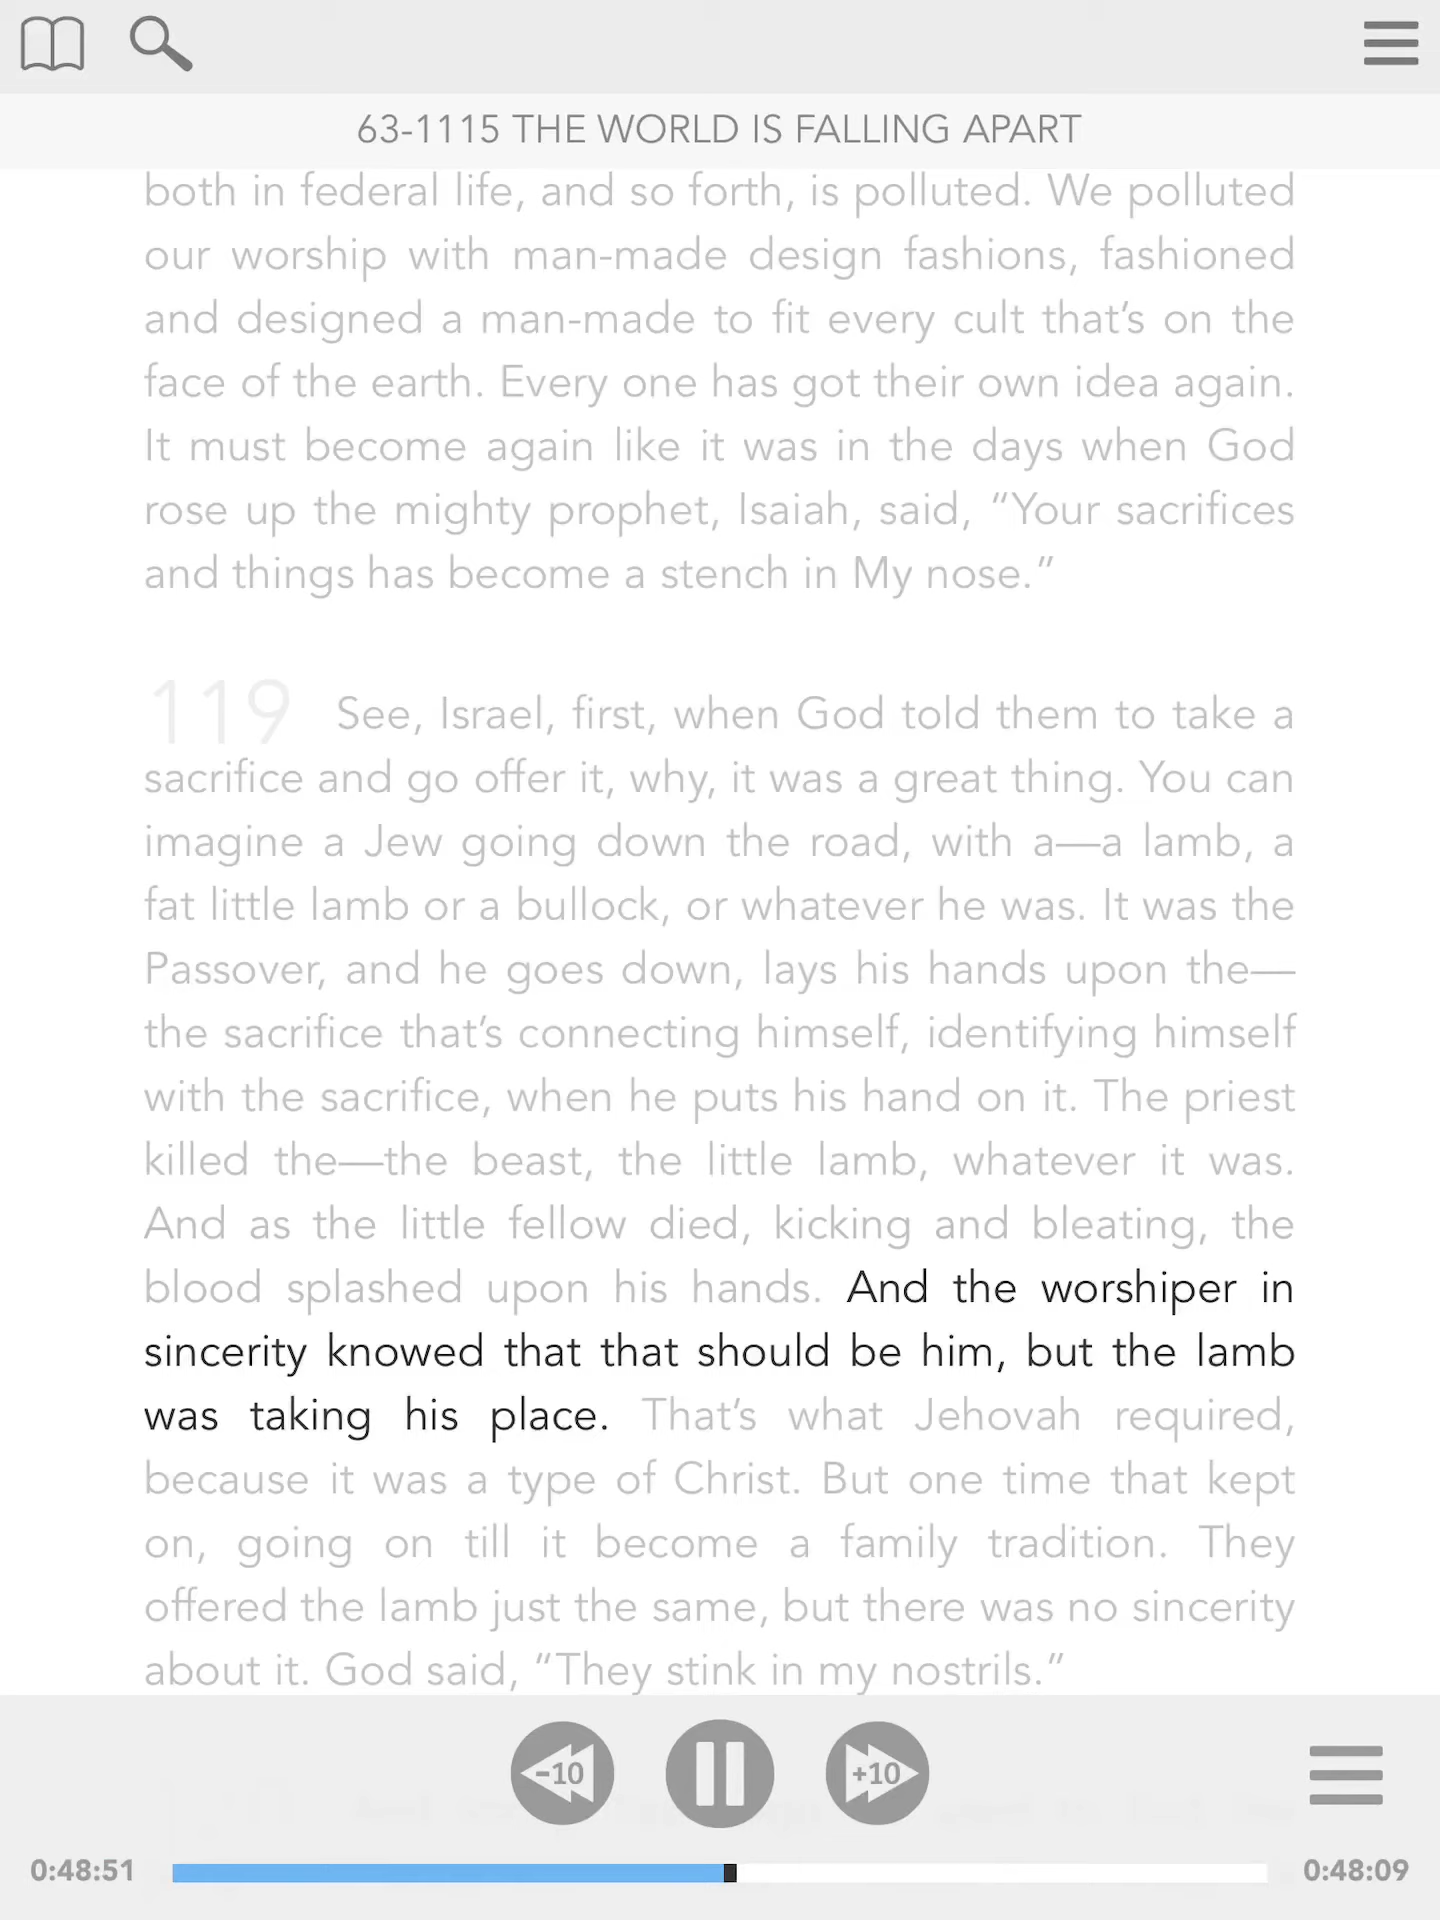 63-1115 THE WORLD IS FALLING APART
both in federal life, and so forth, is polluted. We polluted
our worship with man-made design fashions, fashioned
and designed a man-made to fit every cult that’s on the
face of the earth. Every one has got their own idea again.
It must become again like it was in the days when God
rose up the mighty prophet, Isaiah, said, “Your sacrifices
and things has become a stench in My nose.”
119 See, Israel, first, when God told them to take a
sacrifice and go offer it, why, it was a great thing. You can
imagine a Jew going down the road, with a—a lamb, a
fat little lamb or a bullock, or whatever he was. It was the
Passover, and he goes down, lays his hands upon the—
the sacrifice that’s connecting himself, identifying himself
with the sacrifice, when he puts his hand on it. The priest
killed the—the beast, the little lamb, whatever it was.
And as the little fellow died, kicking and bleating, the
blood splashed upon his hands. And the worshiper in
sincerity knowed that that should be him, but the lamb
was taking his place. That’s what Jehovah required,
because it was a type of Christ. But one time that kept
on, going on till it become a family tradition. They
offered the lamb just the same, but there was no sincerity
about it. God said, “They stink in my nostrils.”
-10 +10
0:48:51 0:48:09